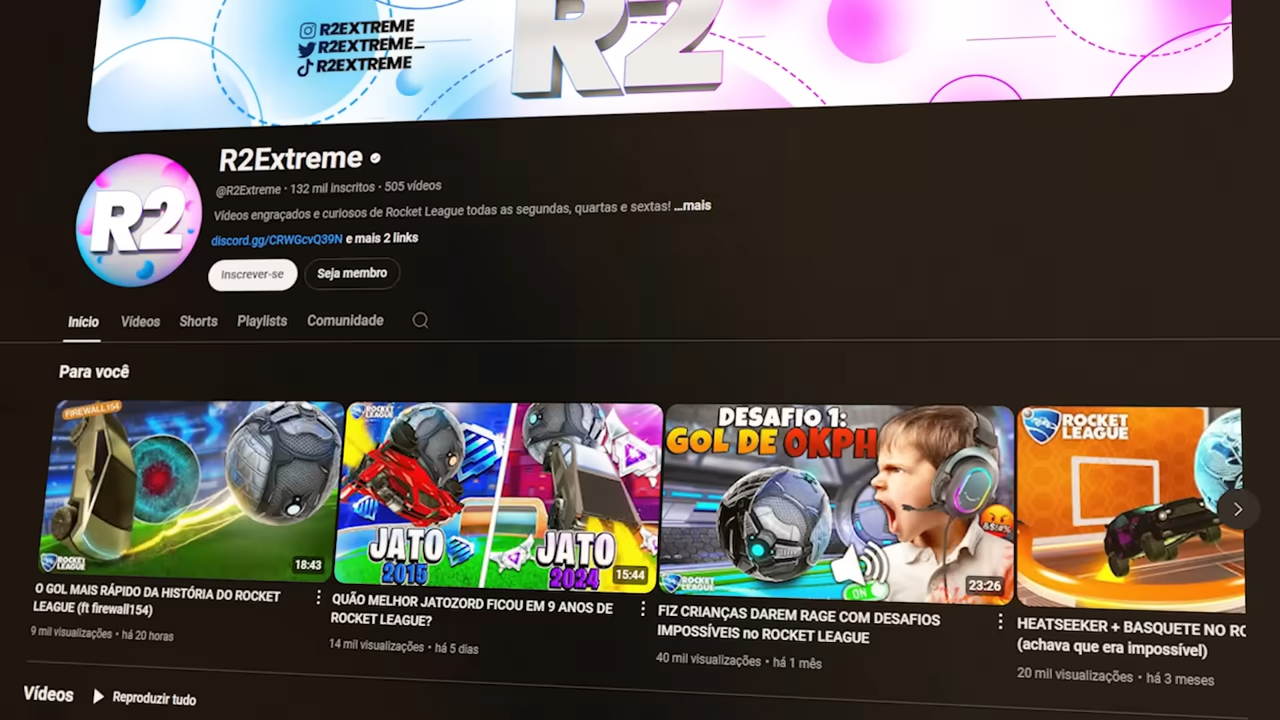 R2EXTREME
R2EXTREME_
R2EXTREME
R2
R2
R2Extreme
@R2Extreme · 132 mil inscritos · 505 vídeos
Vídeos engraçados e curiosos de Rocket League todas as segundas, quartas e sextas! ...mais
discord.gg/CRWGcvQ39N e mais 2 links
Inscrever-se Seja membro
Início Vídeos Shorts Playlists Comunidade
Para você
FIREWALL154
ROCKET LEAGUE
18:43
ROCKET LEAGUE
JATO 2015
JATO 2024
15:44
DESAFIO 1:
GOL DE 0KPH
&$!#%
ROCKET LEAGUE
ON
23:26
ROCKET
LEAGUE
O GOL MAIS RÁPIDO DA HISTÓRIA DO ROCKET
LEAGUE (ft firewall154)
9 mil visualizações • há 20 horas
QUÃO MELHOR JATOZORD FICOU EM 9 ANOS DE
ROCKET LEAGUE?
14 mil visualizações • há 5 dias
FIZ CRIANÇAS DAREM RAGE COM DESAFIOS
IMPOSSÍVEIS no ROCKET LEAGUE
40 mil visualizações • há 1 mês
HEATSEEKER + BASQUETE NO RO
(achava que era impossível)
20 mil visualizações • há 3 meses
Vídeos Reproduzir tudo